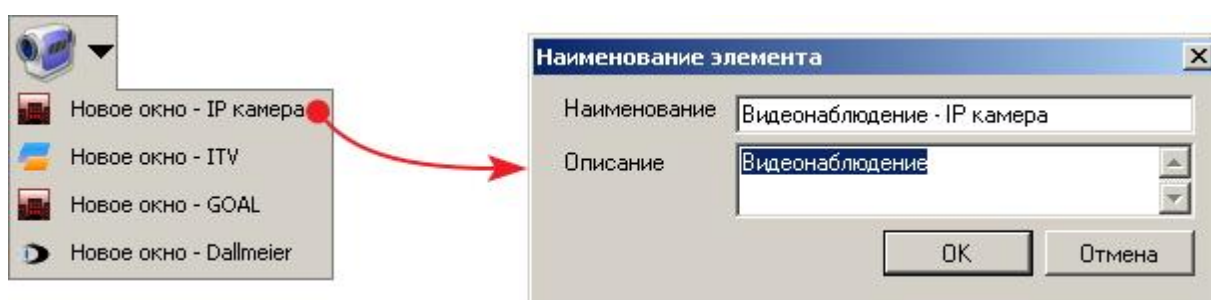 Новое окно - IP камера
Новое окно - ITV
Новое окно - GOAL
Новое окно - Dallmeier
Наименование элемента
Наименование Видеонаблюдение - IP камера
Описание Видеонаблюдение
OK Отмена